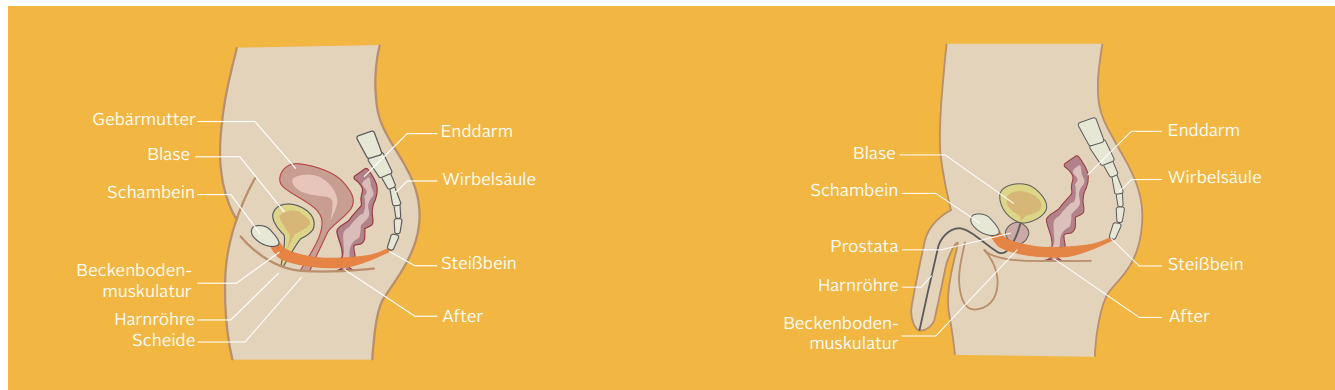 Gebärmutter
Blase
Schambein
Beckenboden-
muskulatur
Harnröhre
Scheide
Enddarm
Wirbelsäule
Steißbein
After
Blase
Schambein
Prostata
Harnröhre
Beckenboden-
muskulatur
Enddarm
Wirbelsäule
Steißbein
After